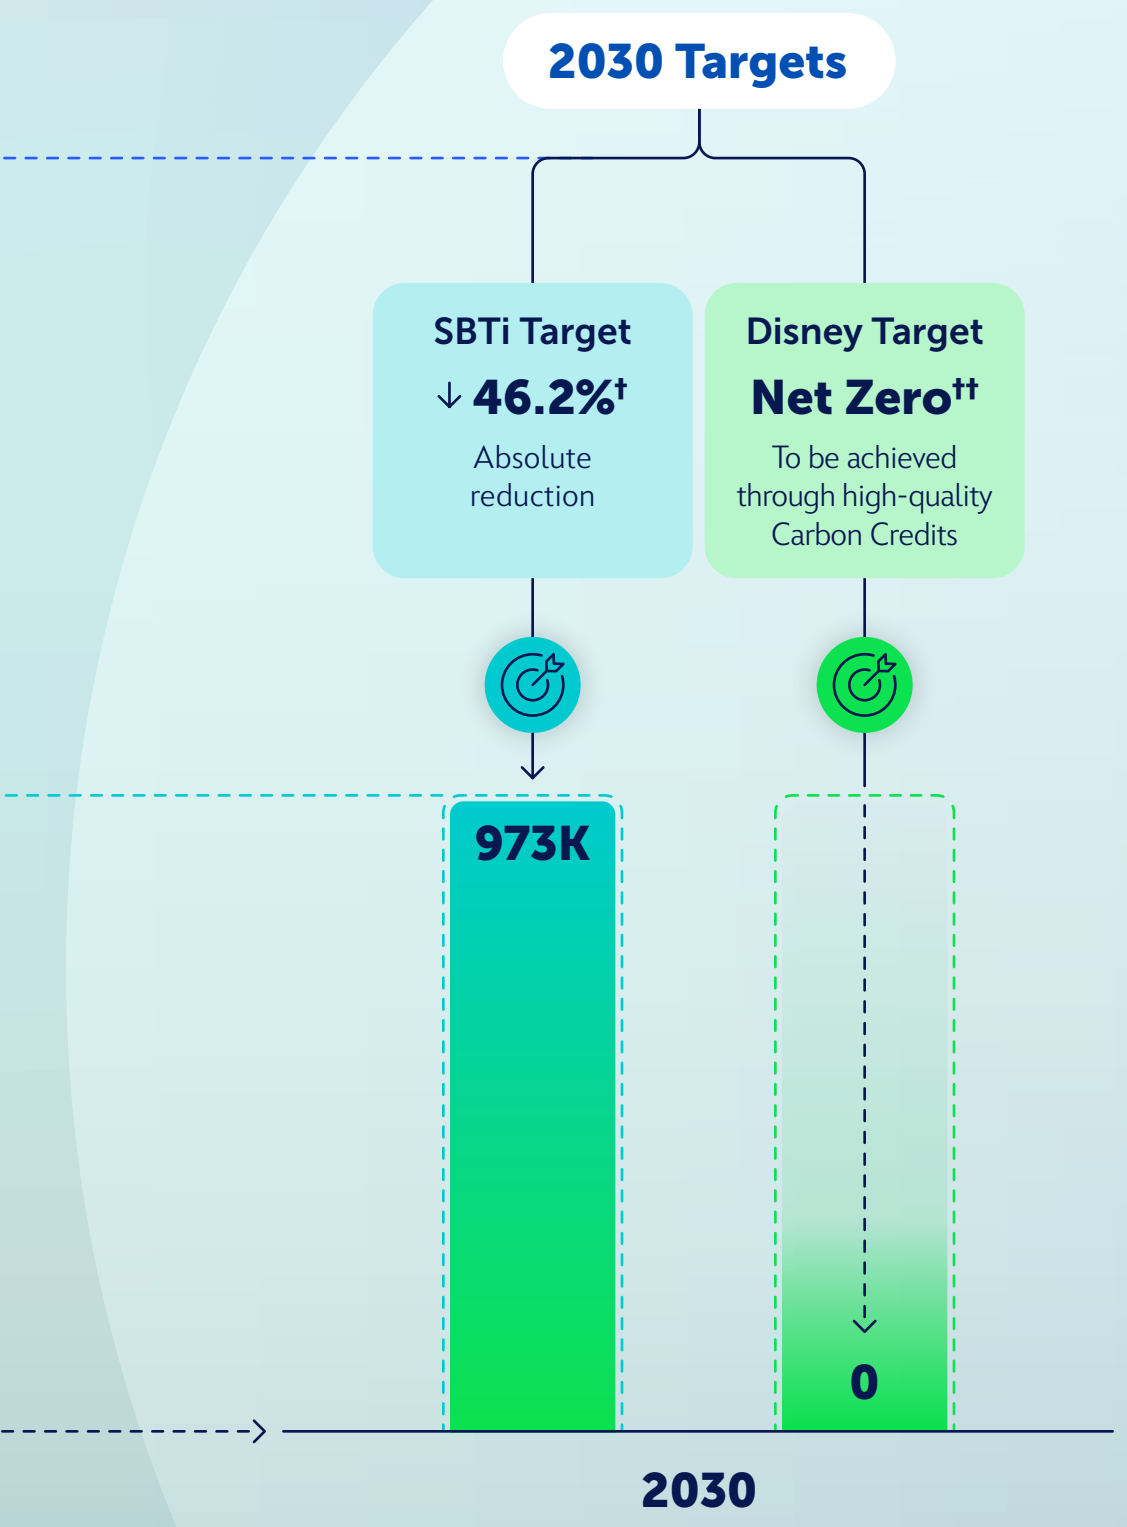 2030 Targets
SBTi Target
↓ 46.2%†
Absolute
reduction
Disney Target
Net Zero††
To be achieved
through high-quality
Carbon Credits
973K
0
2030